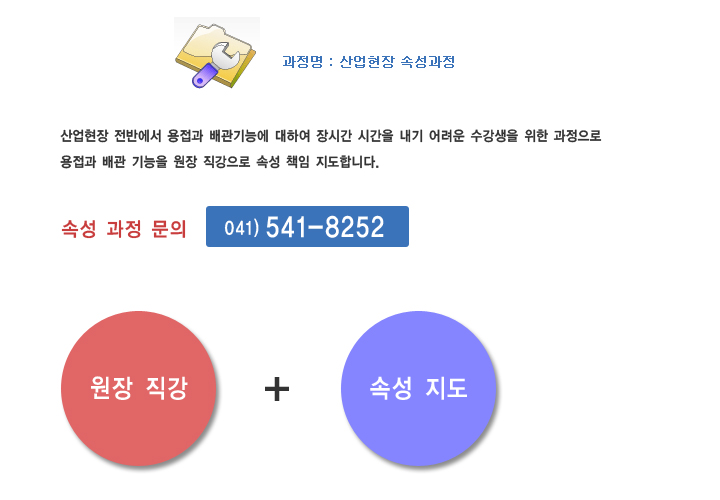 과정명 : 산업현장 속성과정
산업현장 전반에서 용접과 배관기능에 대하여 장시간 시간을 내기 어려운 수강생을 위한 과정으로
용접과 배관 기능을 원장 직강으로 속성 책임 지도합니다.
속성 과정 문의 041) 541-8252
원장 직강 + 속성 지도